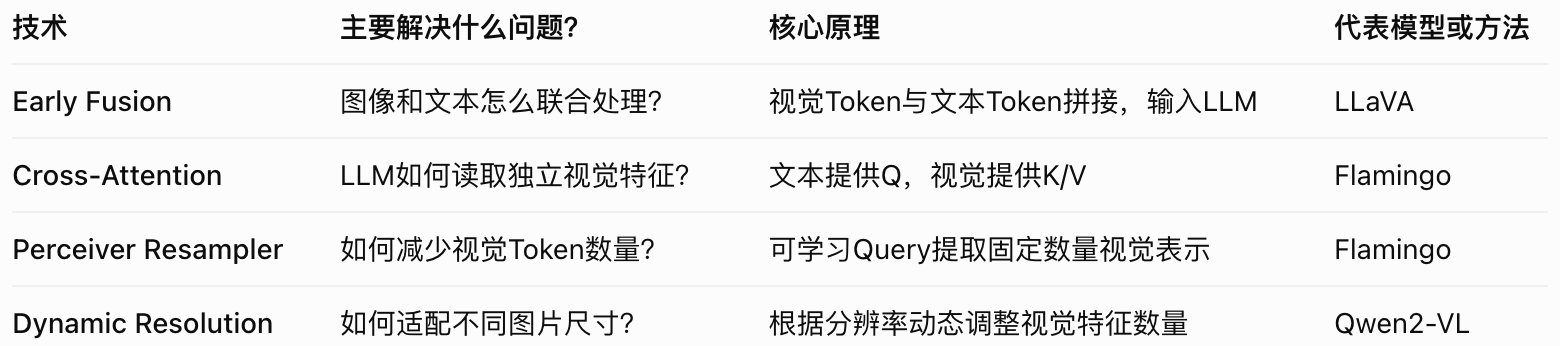 技术 主要解决什么问题? 核心原理 代表模型或方法
Early Fusion 图像和文本怎么联合处理? 视觉Token与文本Token拼接，输入LLM LLaVA
Cross-Attention LLM如何读取独立视觉特征? 文本提供Q，视觉提供K/V Flamingo
Perceiver Resampler 如何减少视觉Token数量? 可学习Query提取固定数量视觉表示 Flamingo
Dynamic Resolution 如何适配不同图片尺寸? 根据分辨率动态调整视觉特征数量 Qwen2-VL